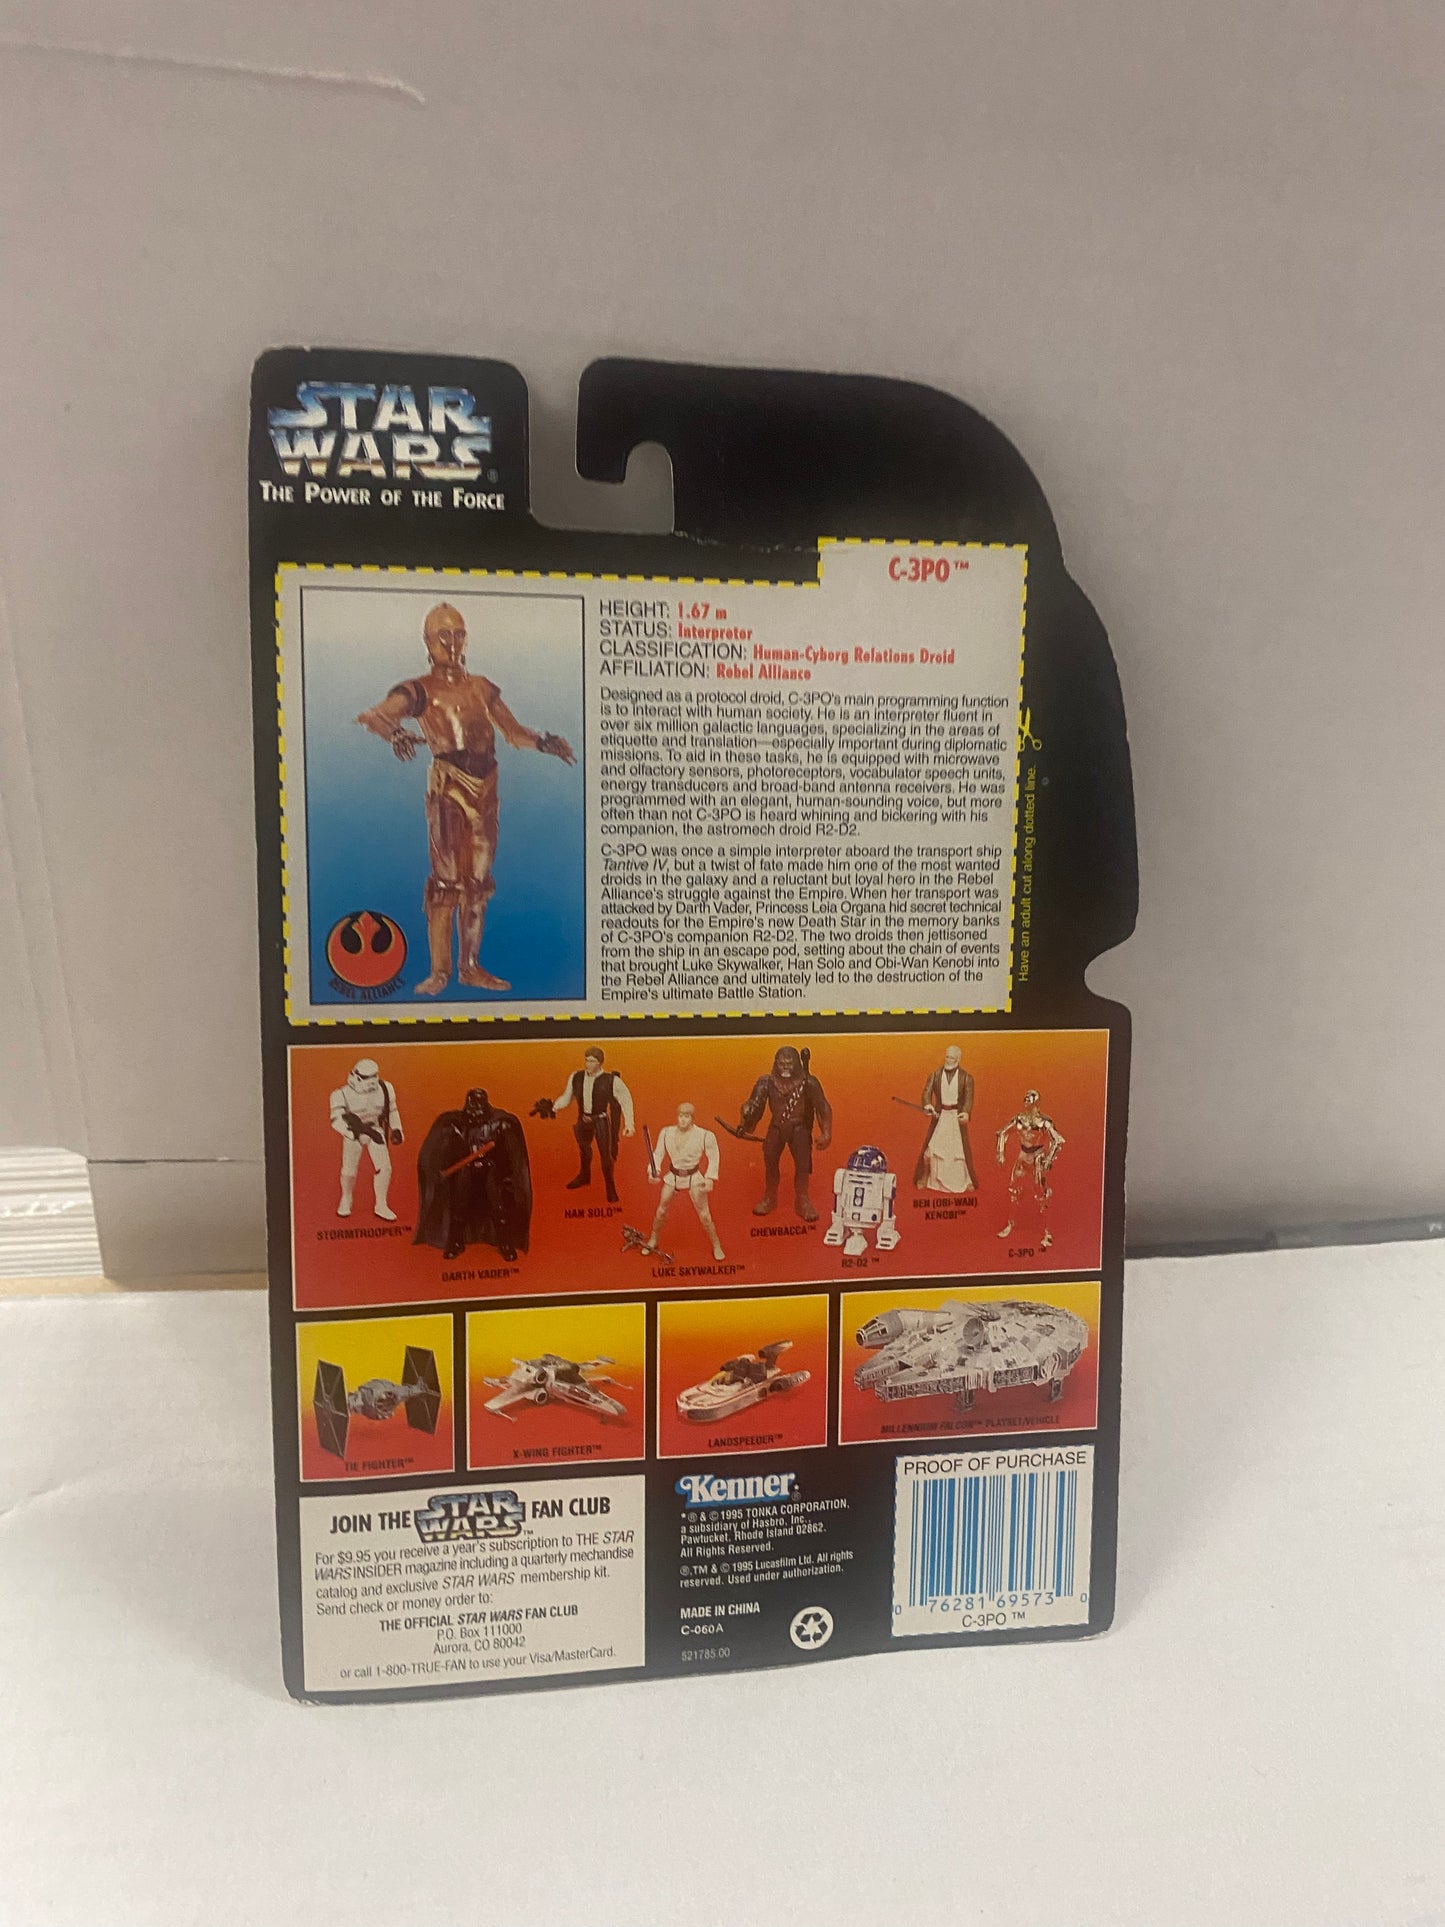 STAR
WARS®
THE POWER OF THE FORCE
C-3PO™
HEIGHT: 1.67 m
STATUS: Interpreter
CLASSIFICATION: Human-Cyborg Relations Droid
AFFILIATION: Rebel Alliance
Designed as a protocol droid, C-3PO's main programming function
is to interact with human society. He is an interpreter fluent in
over six million galactic languages, specializing in the areas of
etiquette and translation—especially important during diplomatic
missions. To aid in these tasks, he is equipped with microwave
and olfactory sensors, photoreceptors, vocabulator speech units,
energy transducers and broad-band antenna receivers. He was
programmed with an elegant, human-sounding voice, but more
often than not C-3PO is heard whining and bickering with his
companion, the astromech droid R2-D2.
C-3PO was once a simple interpreter aboard the transport ship
Tantive IV, but a twist of fate made him one of the most wanted
droids in the galaxy and a reluctant but loyal hero in the Rebel
Alliance's struggle against the Empire. When her transport was
attacked by Darth Vader, Princess Leia Organa hid secret technical
readouts for the Empire's new Death Star in the memory banks
of C-3PO's companion R2-D2. The two droids then jettisoned
from the ship in an escape pod, setting about the chain of events
that brought Luke Skywalker, Han Solo and Obi-Wan Kenobi into
the Rebel Alliance and ultimately led to the destruction of the
Empire's ultimate Battle Station.
REBEL ALLIANCE
Have an adult cut along dotted line.
STORMTROOPER™
DARTH VADER™
HAN SOLO™
LUKE SKYWALKER™
CHEWBACCA™
R2-D2 ™
BEN (OBI-WAN)
KENOBI™
C-3PO ™
TIE FIGHTER™
X-WING FIGHTER™
LANDSPEEDER™
MILLENNIUM FALCON™ PLAYSET/VEHICLE
JOIN THE STAR WARS™ FAN CLUB
For $9.95 you receive a year's subscription to THE STAR
WARS INSIDER magazine including a quarterly mechandise
catalog and exclusive STAR WARS membership kit.
Send check or money order to:
THE OFFICIAL STAR WARS FAN CLUB
P.O. Box 111000
Aurora, CO 80042
or call 1-800-TRUE-FAN to use your Visa/MasterCard.
Kenner®
*® & © 1995 TONKA CORPORATION,
a subsidiary of Hasbro, Inc.,
Pawtucket, Rhode Island 02862.
All Rights Reserved.
®,TM & © 1995 Lucasfilm Ltd. All rights
reserved. Used under authorization.
MADE IN CHINA
C-060A
521785.00
PROOF OF PURCHASE
0 76281 69573 0
C-3PO ™